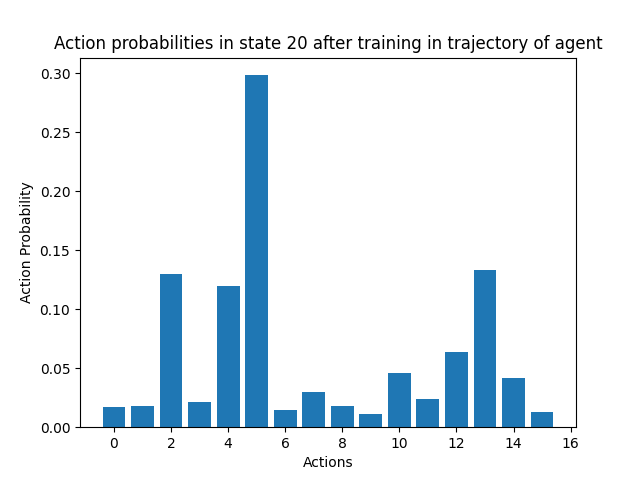 Action probabilities in state 20 after training in trajectory of agent
0.30
0.25
0.20
0.15
0.10
0.05
0.00
Action Probability
0 2 4 6 8 10 12 14 16
Actions